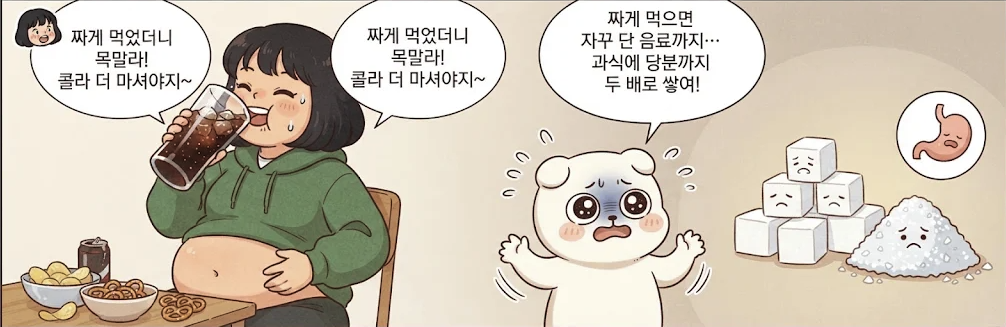 짜게 먹었더니
목말라!
콜라 더 마셔야지~
짜게 먹었더니
목말라!
콜라 더 마셔야지~
짜게 먹으면
자꾸 단 음료까지…
과식에 당분까지
두 배로 쌓여!